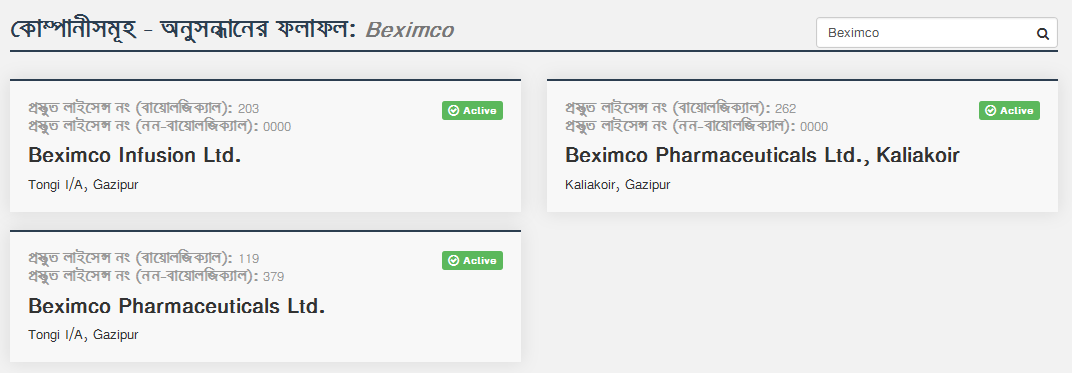 কোম্পানীসমূহ - অনুসন্ধানের ফলাফল: Beximco
Beximco
প্রস্তুত লাইসেন্স নং (বায়োলজিক্যাল): 203
Active
প্রস্তুত লাইসেন্স নং (নন-বায়োলজিক্যাল): 0000
Beximco Infusion Ltd.
Tongi I/A, Gazipur
প্রস্তুত লাইসেন্স নং (বায়োলজিক্যাল): 262
Active
প্রস্তুত লাইসেন্স নং (নন-বায়োলজিক্যাল): 0000
Beximco Pharmaceuticals Ltd., Kaliakoir
Kaliakoir, Gazipur
প্রস্তুত লাইসেন্স নং (বায়োলজিক্যাল): 119
Active
প্রস্তুত লাইসেন্স নং (নন-বায়োলজিক্যাল): 379
Beximco Pharmaceuticals Ltd.
Tongi I/A, Gazipur